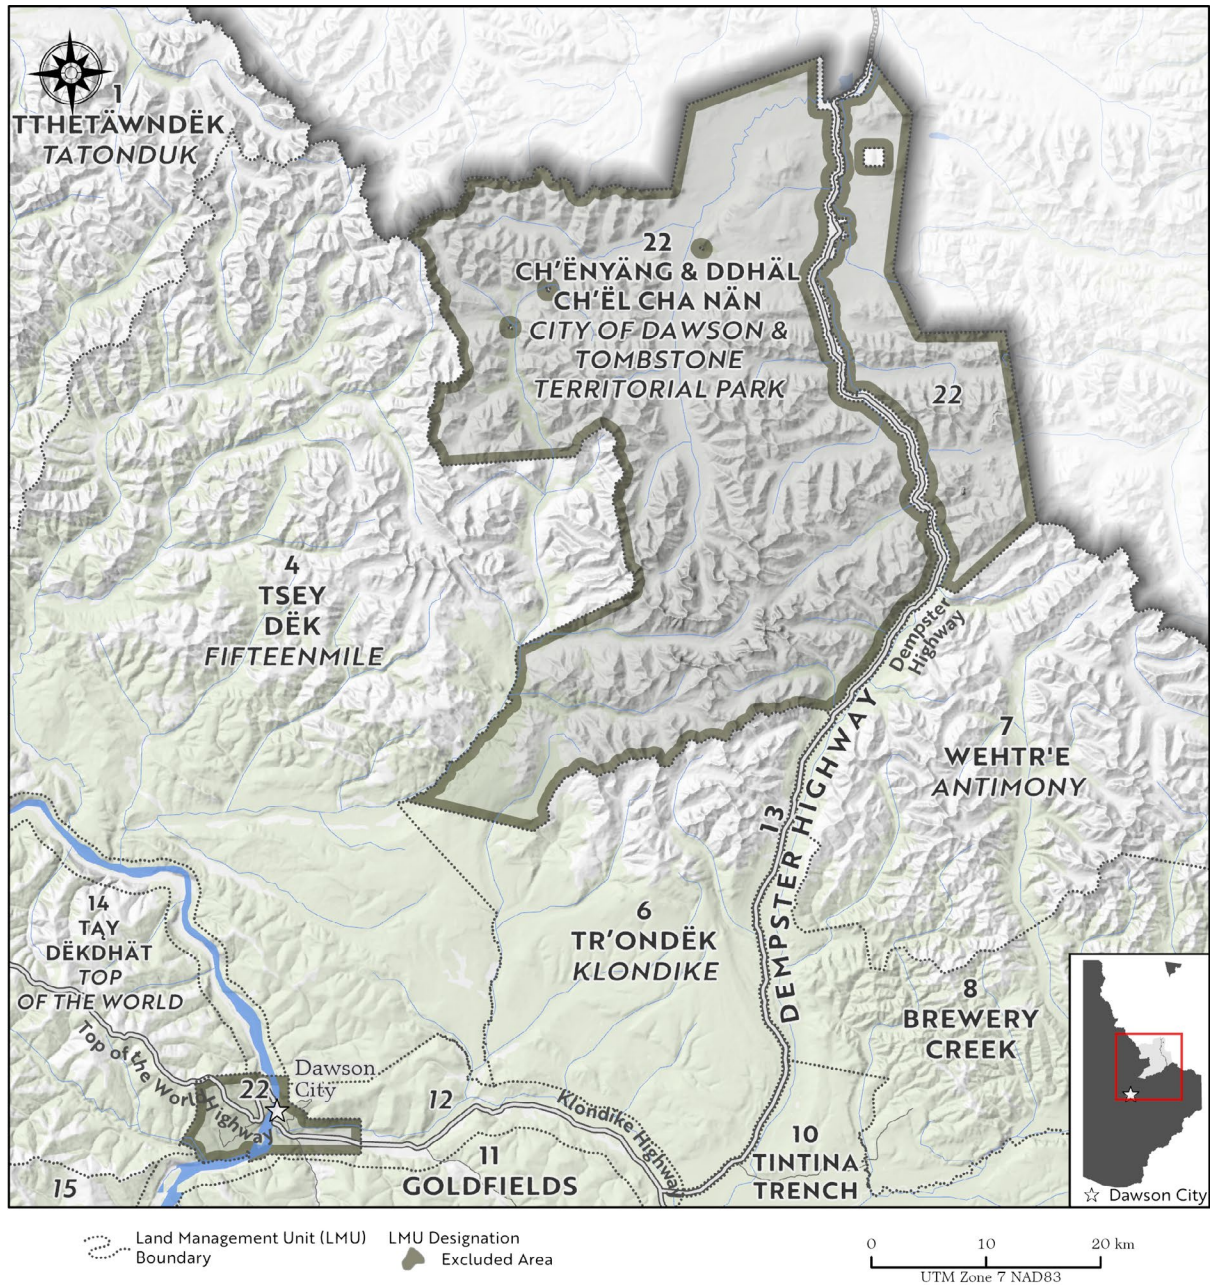 1
TTHETÄWNDËK
TATONDUK
22
CH'ËNYÄNG & DDHÄL
CH'ËL CHA NÄN
CITY OF DAWSON &
TOMBSTONE
TERRITORIAL PARK
22
4
TSEY
DËK
FIFTEENMILE
Dempster
Highway
7
WEHTR'E
ANTIMONY
13
DEMPSTER HIGHWAY
14
TĄY
DËKDHÄT
TOP
OF THE WORLD
6
TR'ONDËK
KLONDIKE
8
BREWERY
CREEK
Top of the World Highway
22
Dawson
City
12
Klondike Highway
11
GOLDFIELDS
10
TINTINA
TRENCH
15
Dawson City
Land Management Unit (LMU)
Boundary
LMU Designation
Excluded Area
0 10 20 km
UTM Zone 7 NAD83